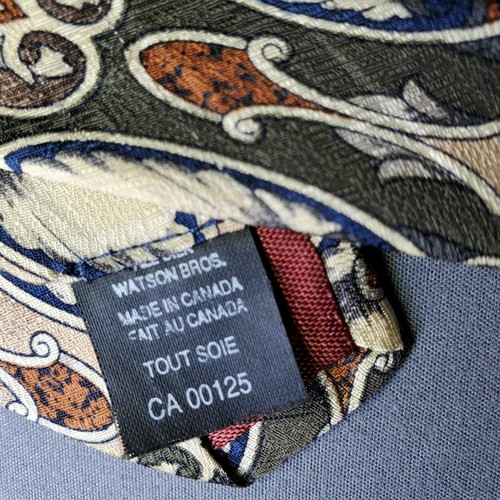 WATSON BROS.
MADE IN CANADA
FAIT AU CANADA
TOUT SOIE
CA 00125